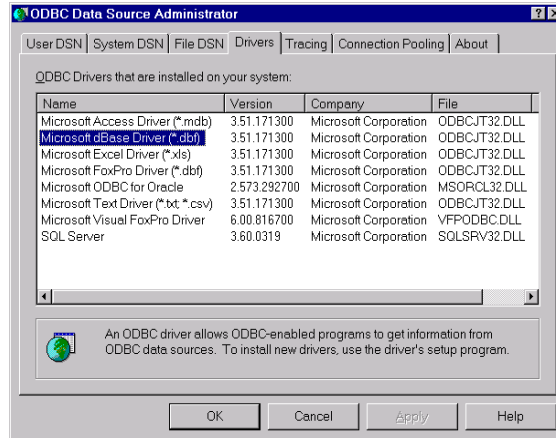 ODBC Data Source Administrator
User DSN System DSN File DSN Drivers Tracing Connection Pooling About
ODBC Drivers that are installed on your system:
Name Version Company File
Microsoft Access Driver (*.mdb) 3.51.171300 Microsoft Corporation ODBCJT32.DLL
Microsoft dBase Driver (*.dbf) 3.51.171300 Microsoft Corporation ODBCJT32.DLL
Microsoft Excel Driver (*.xls) 3.51.171300 Microsoft Corporation ODBCJT32.DLL
Microsoft FoxPro Driver (*.dbf) 3.51.171300 Microsoft Corporation ODBCJT32.DLL
Microsoft ODBC for Oracle 2.573.292700 Microsoft Corporation MSORCL32.DLL
Microsoft Text Driver (*.txt; *.csv) 3.51.171300 Microsoft Corporation ODBCJT32.DLL
Microsoft Visual FoxPro Driver 6.00.816700 Microsoft Corporation VFPODBC.DLL
SQL Server 3.60.0319 Microsoft Corporation SQLSRV32.DLL
An ODBC driver allows ODBC-enabled programs to get information from
ODBC data sources. To install new drivers, use the driver's setup program.
OK Cancel Apply Help